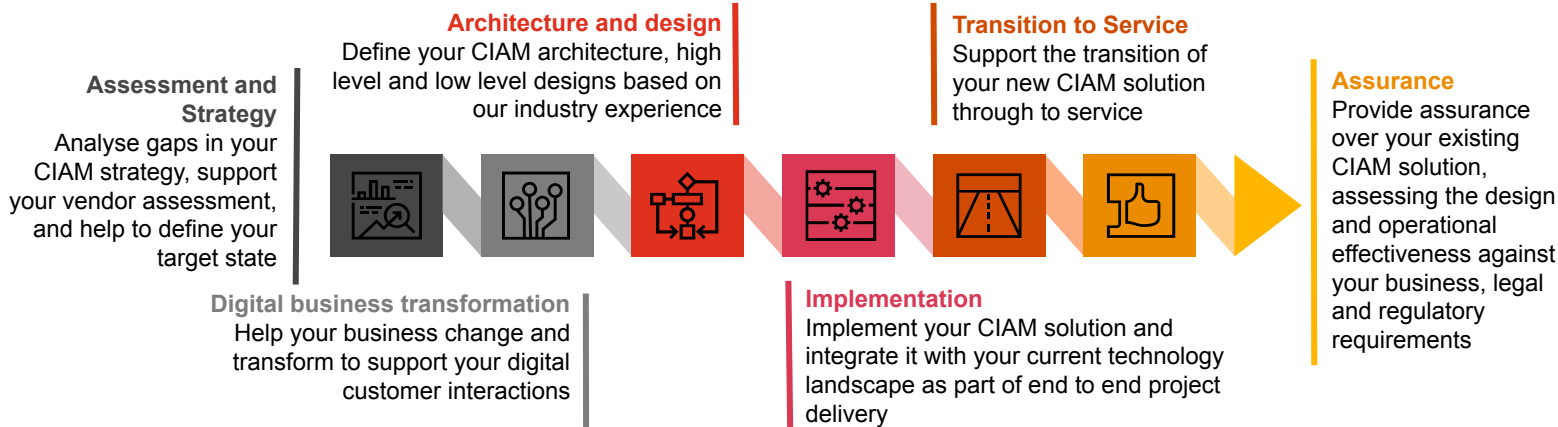 Assessment and
Strategy
Analyse gaps in your
CIAM strategy, support
your vendor assessment,
and help to define your
target state
Digital business transformation
Help your business change and
transform to support your digital
customer interactions
Architecture and design
Define your CIAM architecture, high
level and low level designs based on
our industry experience
Implementation
Implement your CIAM solution and
integrate it with your current technology
landscape as part of end to end project
delivery
Transition to Service
Support the transition of
your new CIAM solution
through to service
Assurance
Provide assurance
over your existing
CIAM solution,
assessing the design
and operational
effectiveness against
your business, legal
and regulatory
requirements